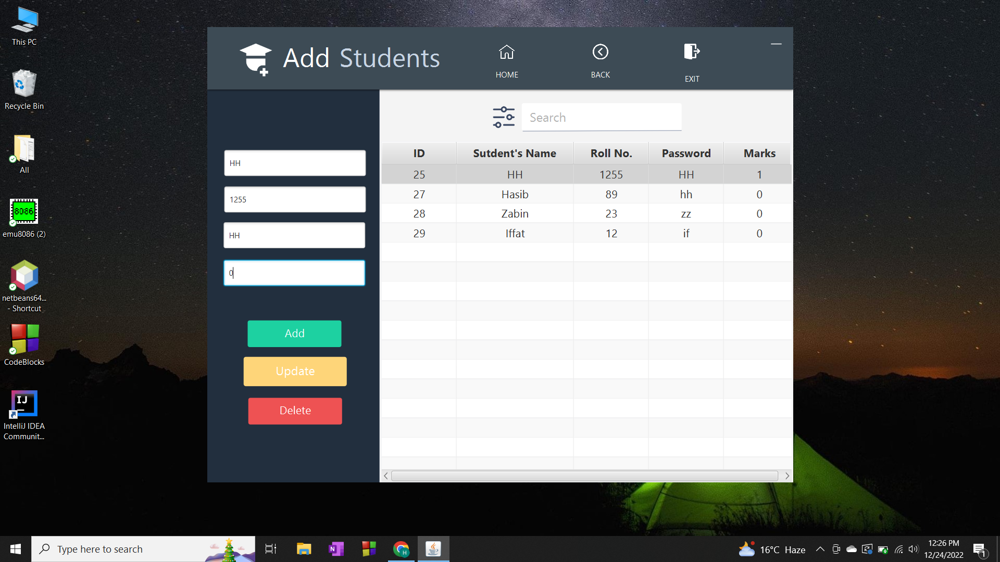 This PC
Recycle Bin
All
8086
emu8086 (2)
netbeans64...
- Shortcut
CodeBlocks
IJ
IntelliJ IDEA
Communit...
Add Students
HOME
BACK
EXIT
HH
1255
HH
0
Add
Update
Delete
Search
ID Sutdent's Name Roll No. Password Marks
25 HH 1255 HH 1
27 Hasib 89 hh 0
28 Zabin 23 zz 0
29 Iffat 12 if 0
Type here to search
N
H
16°C Haze
12:26 PM
12/24/2022
1